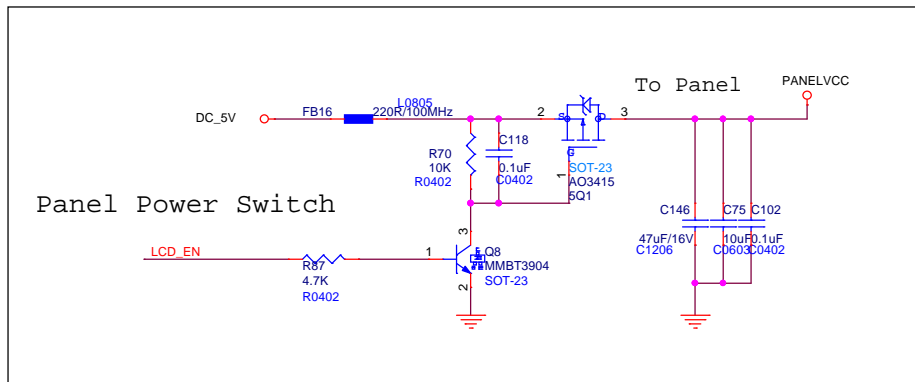 To Panel
PANELVCC
L0805
DC_5V
FB16
220R/100MHz
2
3
S
D
G
C118
R70
10K
R0402
0.1uF
C0402
1
SOT-23
AO3415
5Q1
Panel Power Switch
C146
C75
C102
47uF/16V
10uF
0.1uF
C1206
C0603
C0402
LCD_EN
3
1
Q8
MMBT3904
SOT-23
2
R87
4.7K
R0402